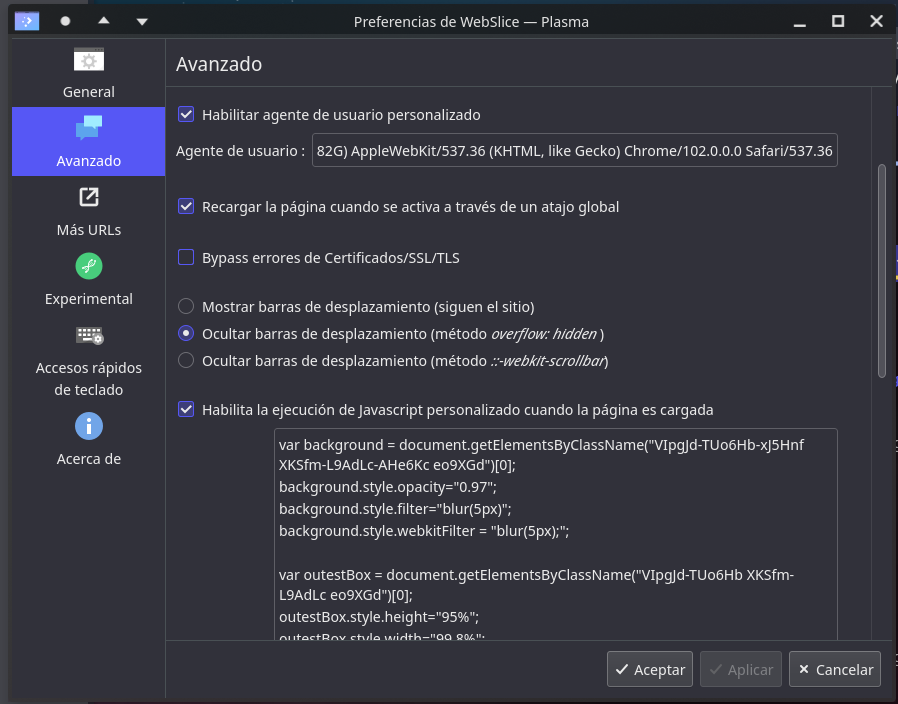 Preferencias de WebSlice — Plasma
General
Avanzado
Más URLs
Experimental
Accesos rápidos
de teclado
Acerca de
Avanzado
Habilitar agente de usuario personalizado
Agente de usuario : 82G) AppleWebKit/537.36 (KHTML, like Gecko) Chrome/102.0.0.0 Safari/537.36
Recargar la página cuando se activa a través de un atajo global
Bypass errores de Certificados/SSL/TLS
Mostrar barras de desplazamiento (siguen el sitio)
Ocultar barras de desplazamiento (método overflow: hidden )
Ocultar barras de desplazamiento (método ::-webkit-scrollbar)
Habilita la ejecución de Javascript personalizado cuando la página es cargada
var background = document.getElementsByClassName("VIpgJd-TUo6Hb-xJ5Hnf
XKSfm-L9AdLc-AHe6Kc eo9XGd")[0];
background.style.opacity="0.97";
background.style.filter="blur(5px)";
background.style.webkitFilter = "blur(5px);";
var outestBox = document.getElementsByClassName("VIpgJd-TUo6Hb XKSfm-
L9AdLc eo9XGd")[0];
outestBox.style.height="95%";
outestBox.style.width="99.8%";
Aceptar
Aplicar
Cancelar